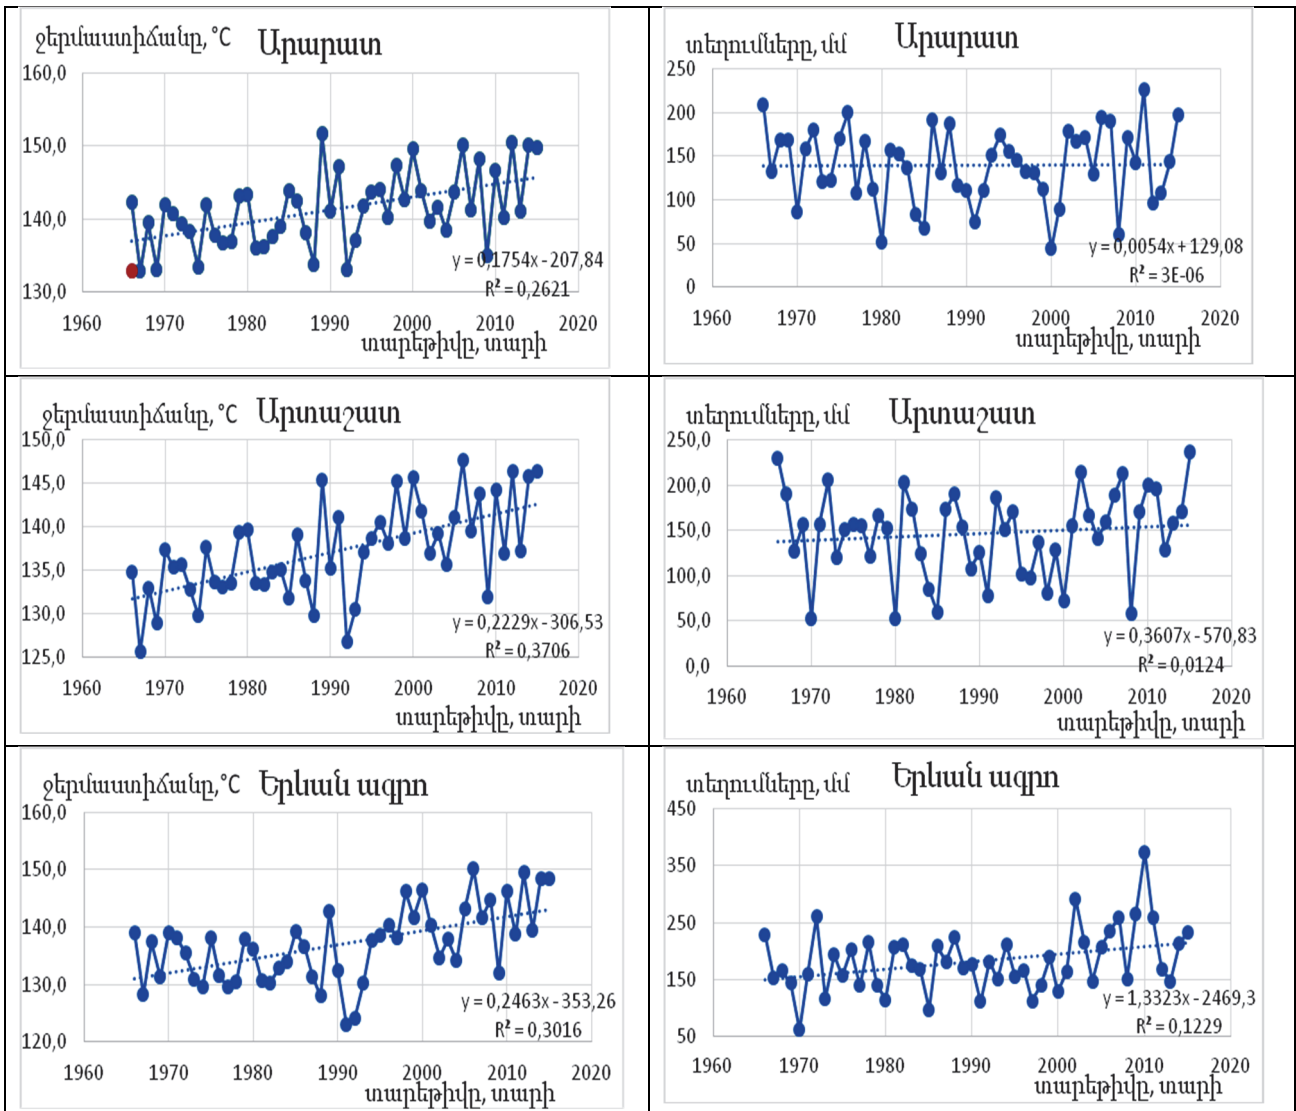 ջերմաստիճանը, °C Արարատ
160,0
150,0
140,0
130,0
y = 0,1754x - 207,84
R² = 0,2621
1960 1970 1980 1990 2000 2010 2020
տարեթիվը, տարի
տեղումները, մմ Արարատ
250
200
150
100
50
0
y = 0,0054x + 129,08
R² = 3E-06
1960 1970 1980 1990 2000 2010 2020
տարեթիվը, տարի
ջերմաստիճանը, °C Արտաշատ
150,0
145,0
140,0
135,0
130,0
125,0
y = 0,2229x - 306,53
R² = 0,3706
1960 1970 1980 1990 2000 2010 2020
տարեթիվը, տարի
տեղումները, մմ Արտաշատ
250,0
200,0
150,0
100,0
50,0
0,0
y = 0,3607x - 570,83
R² = 0,0124
1960 1970 1980 1990 2000 2010 2020
տարեթիվը, տարի
ջերմաստիճանը, °C Երևան ագրո
160,0
150,0
140,0
130,0
120,0
y = 0,2463x - 353,26
R² = 0,3016
1960 1970 1980 1990 2000 2010 2020
տարեթիվը, տարի
տեղումները, մմ Երևան ագրո
450
350
250
150
50
y = 1,3323x - 2469,3
R² = 0,1229
1960 1970 1980 1990 2000 2010 2020
տարեթիվը, տարի